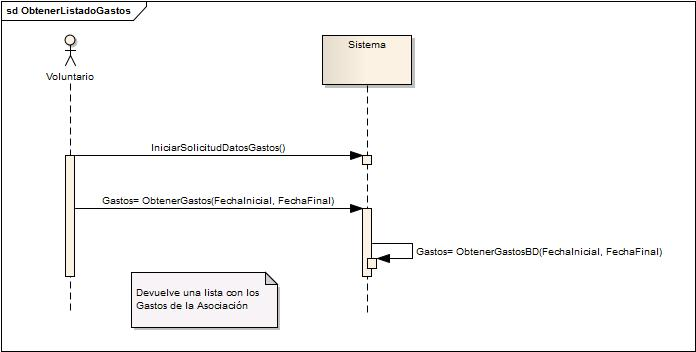 sd ObtenerListadoGastos
Voluntario
Sistema
IniciarSolicitudDatosGastos()
Gastos= ObtenerGastos(FechaInicial, FechaFinal)
Gastos= ObtenerGastosBD(FechaInicial, FechaFinal)
Devuelve una lista con los
Gastos de la Asociación